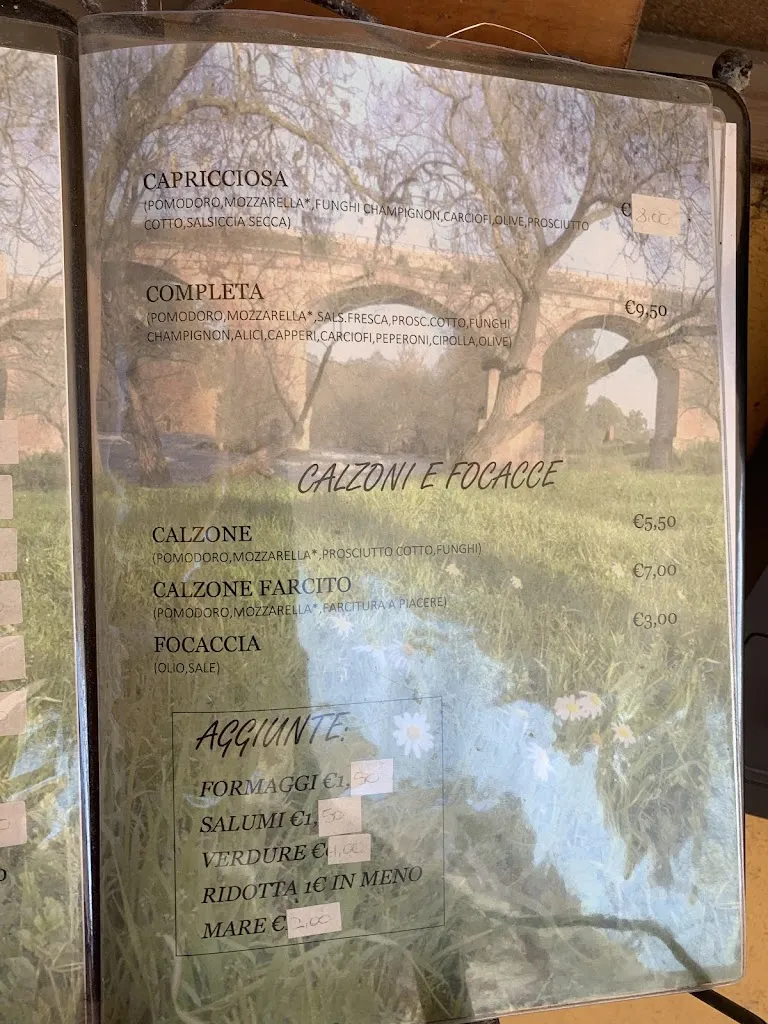 CAPRICCIOSA
(POMODORO,MOZZARELLA*,FUNGHI CHAMPIGNON,CARCIOFI,OLIVE,PROSCIUTTO
COTTO,SALSICCIA SECCA)
€ 8,00
COMPLETA
€9,50
(POMODORO,MOZZARELLA*,SALS.FRESCA,PROSC.COTTO,FUNGHI
CHAMPIGNON,ALICI,CAPPERI,CARCIOFI,PEPERONI,CIPOLLA,OLIVE)
CALZONI E FOCACCE
CALZONE
€5,50
(POMODORO,MOZZARELLA*,PROSCIUTTO COTTO,FUNGHI)
CALZONE FARCITO
€7,00
(POMODORO,MOZZARELLA*,FARCITURA A PIACERE)
FOCACCIA
€3,00
(OLIO,SALE)
AGGIUNTE:
FORMAGGI €1,50
SALUMI €1,50
VERDURE €1,00
RIDOTTA 1€ IN MENO
MARE € 2,00